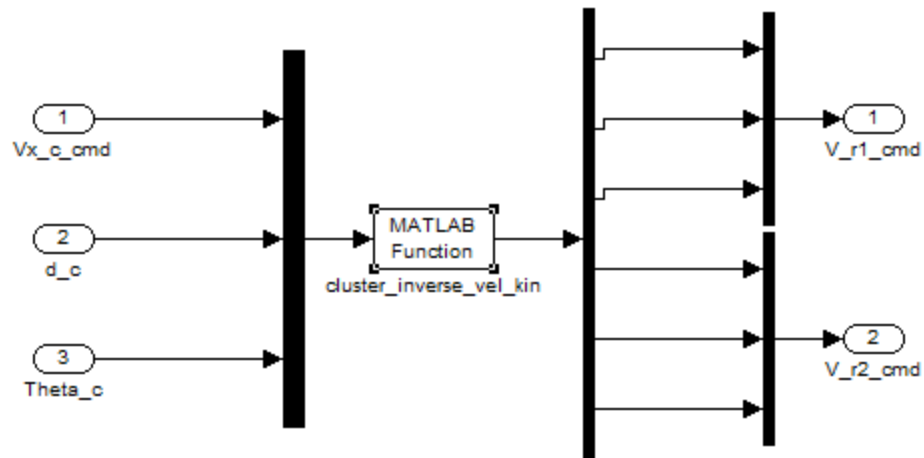 1
Vx_c_cmd
2
d_c
3
Theta_c
MATLAB
Function
cluster_inverse_vel_kin
1
V_r1_cmd
2
V_r2_cmd